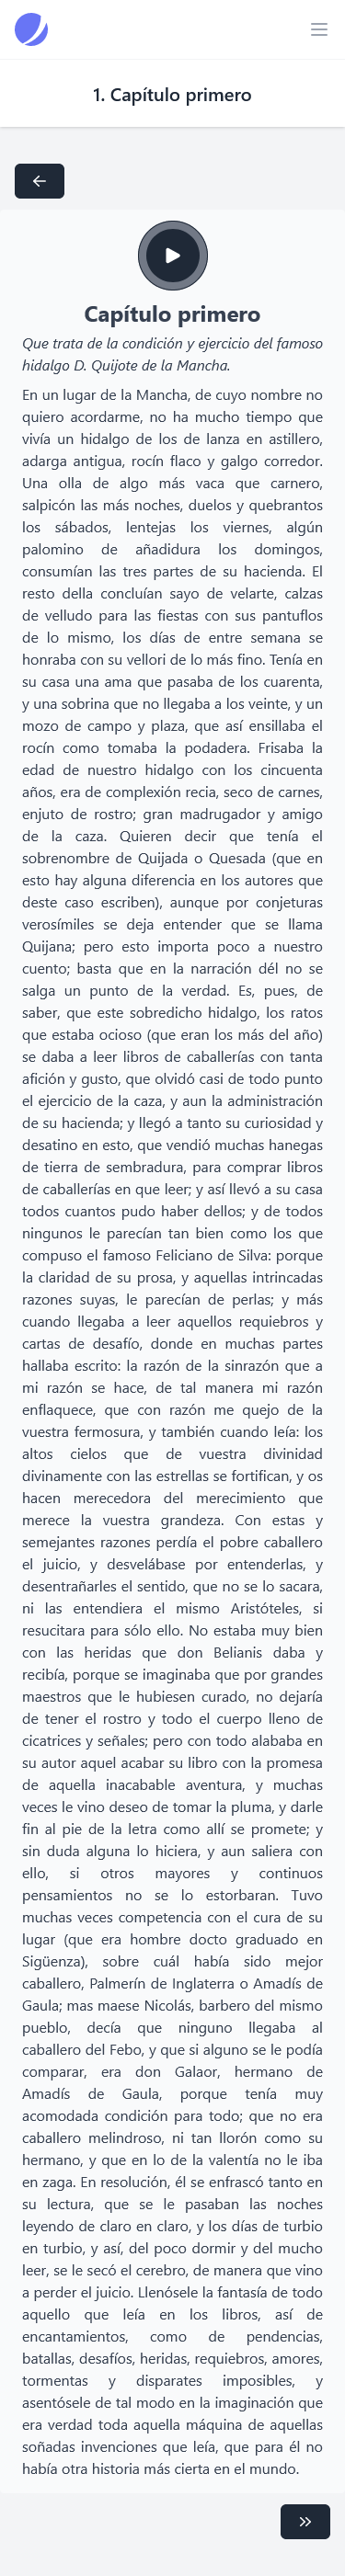 1. Capítulo primero
Capítulo primero
Que trata de la condición y ejercicio del famoso
hidalgo D. Quijote de la Mancha.
En un lugar de la Mancha, de cuyo nombre no
quiero acordarme, no ha mucho tiempo que
vivía un hidalgo de los de lanza en astillero,
adarga antigua, rocín flaco y galgo corredor.
Una olla de algo más vaca que carnero,
salpicón las más noches, duelos y quebrantos
los sábados, lentejas los viernes, algún
palomino de añadidura los domingos,
consumían las tres partes de su hacienda. El
resto della concluían sayo de velarte, calzas
de velludo para las fiestas con sus pantuflos
de lo mismo, los días de entre semana se
honraba con su vellori de lo más fino. Tenía en
su casa una ama que pasaba de los cuarenta,
y una sobrina que no llegaba a los veinte, y un
mozo de campo y plaza, que así ensillaba el
rocín como tomaba la podadera. Frisaba la
edad de nuestro hidalgo con los cincuenta
años, era de complexión recia, seco de carnes,
enjuto de rostro; gran madrugador y amigo
de la caza. Quieren decir que tenía el
sobrenombre de Quijada o Quesada (que en
esto hay alguna diferencia en los autores que
deste caso escriben), aunque por conjeturas
verosímiles se deja entender que se llama
Quijana; pero esto importa poco a nuestro
cuento; basta que en la narración dél no se
salga un punto de la verdad. Es, pues, de
saber, que este sobredicho hidalgo, los ratos
que estaba ocioso (que eran los más del año)
se daba a leer libros de caballerías con tanta
afición y gusto, que olvidó casi de todo punto
el ejercicio de la caza, y aun la administración
de su hacienda; y llegó a tanto su curiosidad y
desatino en esto, que vendió muchas hanegas
de tierra de sembradura, para comprar libros
de caballerías en que leer; y así llevó a su casa
todos cuantos pudo haber dellos; y de todos
ningunos le parecían tan bien como los que
compuso el famoso Feliciano de Silva: porque
la claridad de su prosa, y aquellas intrincadas
razones suyas, le parecían de perlas; y más
cuando llegaba a leer aquellos requiebros y
cartas de desafío, donde en muchas partes
hallaba escrito: la razón de la sinrazón que a
mi razón se hace, de tal manera mi razón
enflaquece, que con razón me quejo de la
vuestra fermosura, y también cuando leía: los
altos cielos que de vuestra divinidad
divinamente con las estrellas se fortifican, y os
hacen merecedora del merecimiento que
merece la vuestra grandeza. Con estas y
semejantes razones perdía el pobre caballero
el juicio, y desvelábase por entenderlas, y
desentrañarles el sentido, que no se lo sacara,
ni las entendiera el mismo Aristóteles, si
resucitara para sólo ello. No estaba muy bien
con las heridas que don Belianis daba y
recibía, porque se imaginaba que por grandes
maestros que le hubiesen curado, no dejaría
de tener el rostro y todo el cuerpo lleno de
cicatrices y señales; pero con todo alababa en
su autor aquel acabar su libro con la promesa
de aquella inacabable aventura, y muchas
veces le vino deseo de tomar la pluma, y darle
fin al pie de la letra como allí se promete; y
sin duda alguna lo hiciera, y aun saliera con
ello, si otros mayores y continuos
pensamientos no se lo estorbaran. Tuvo
muchas veces competencia con el cura de su
lugar (que era hombre docto graduado en
Sigüenza), sobre cuál había sido mejor
caballero, Palmerín de Inglaterra o Amadís de
Gaula; mas maese Nicolás, barbero del mismo
pueblo, decía que ninguno llegaba al
caballero del Febo, y que si alguno se le podía
comparar, era don Galaor, hermano de
Amadís de Gaula, porque tenía muy
acomodada condición para todo; que no era
caballero melindroso, ni tan llorón como su
hermano, y que en lo de la valentía no le iba
en zaga. En resolución, él se enfrascó tanto en
su lectura, que se le pasaban las noches
leyendo de claro en claro, y los días de turbio
en turbio, y así, del poco dormir y del mucho
leer, se le secó el cerebro, de manera que vino
a perder el juicio. Llenósele la fantasía de todo
aquello que leía en los libros, así de
encantamientos, como de pendencias,
batallas, desafíos, heridas, requiebros, amores,
tormentas y disparates imposibles, y
asentósele de tal modo en la imaginación que
era verdad toda aquella máquina de aquellas
soñadas invenciones que leía, que para él no
había otra historia más cierta en el mundo.